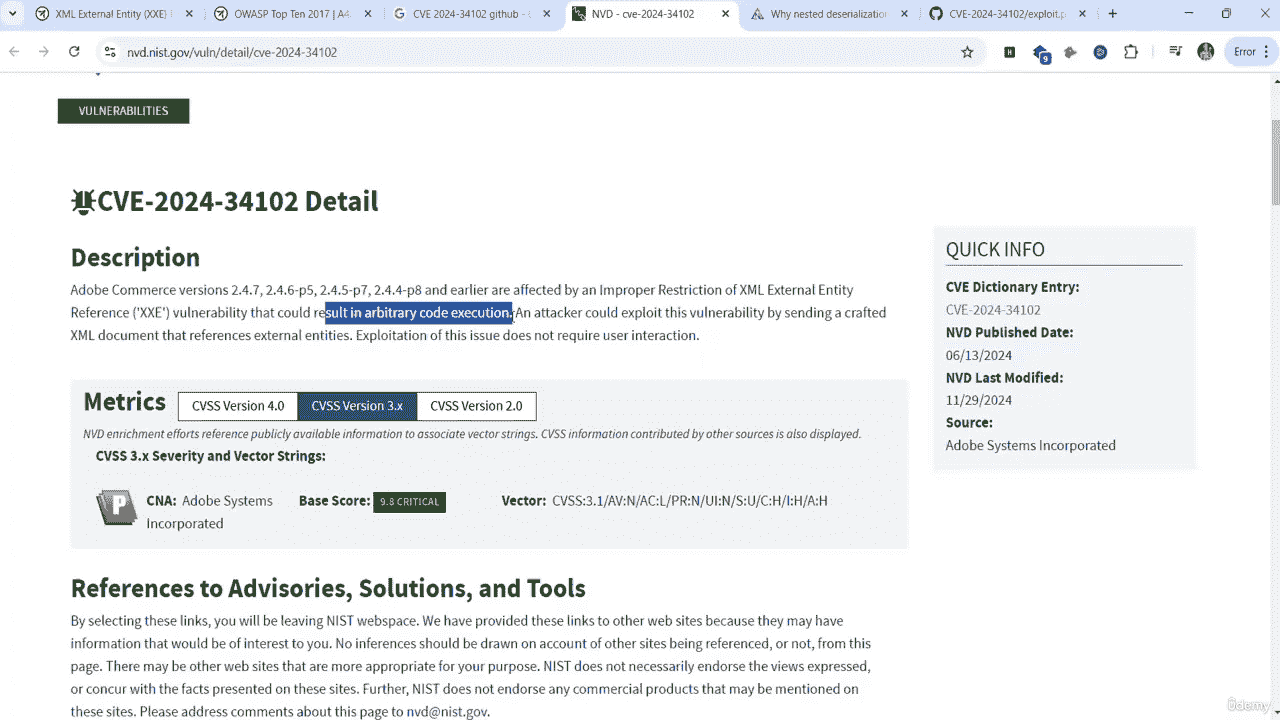 XML External Entity (XXE)
OWASP Top Ten 2017 | A4:
CVE 2024-34102 github -
NVD - cve-2024-34102
Why nested deserialization
CVE-2024-34102/exploit.p
nvd.nist.gov/vuln/detail/cve-2024-34102
9
Error
VULNERABILITIES
CVE-2024-34102 Detail
Description
Adobe Commerce versions 2.4.7, 2.4.6-p5, 2.4.5-p7, 2.4.4-p8 and earlier are affected by an Improper Restriction of XML External Entity
Reference ('XXE') vulnerability that could result in arbitrary code execution. An attacker could exploit this vulnerability by sending a crafted
XML document that references external entities. Exploitation of this issue does not require user interaction.
QUICK INFO
CVE Dictionary Entry:
CVE-2024-34102
NVD Published Date:
06/13/2024
NVD Last Modified:
11/29/2024
Source:
Adobe Systems Incorporated
Metrics
CVSS Version 4.0
CVSS Version 3.x
CVSS Version 2.0
NVD enrichment efforts reference publicly available information to associate vector strings. CVSS information contributed by other sources is also displayed.
CVSS 3.x Severity and Vector Strings:
CNA: Adobe Systems
Incorporated
Base Score: 9.8 CRITICAL
Vector: CVSS:3.1/AV:N/AC:L/PR:N/UI:N/S:U/C:H/I:H/A:H
References to Advisories, Solutions, and Tools
By selecting these links, you will be leaving NIST webspace. We have provided these links to other web sites because they may have
information that would be of interest to you. No inferences should be drawn on account of other sites being referenced, or not, from this
page. There may be other web sites that are more appropriate for your purpose. NIST does not necessarily endorse the views expressed,
or concur with the facts presented on these sites. Further, NIST does not endorse any commercial products that may be mentioned on
these sites. Please address comments about this page to nvd@nist.gov.
Udemy